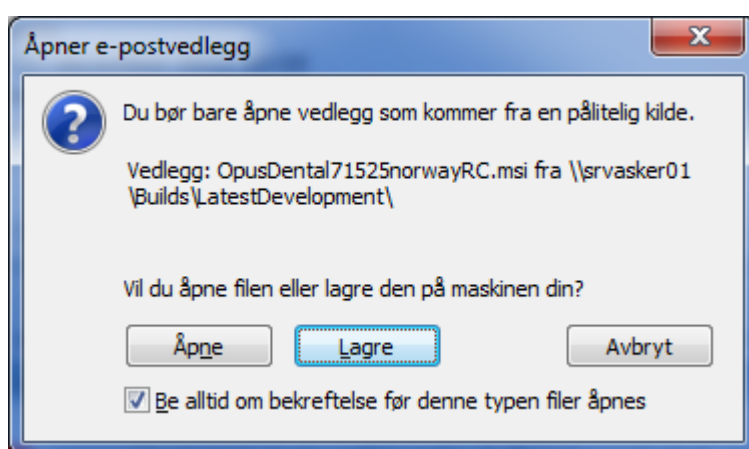 Åpner e-postvedlegg
Du bør bare åpne vedlegg som kommer fra en pålitelig kilde.
Vedlegg: OpusDental71525norwayRC.msi fra \\srvasker01
\Builds\LatestDevelopment\
Vil du åpne filen eller lagre den på maskinen din?
Åpne Lagre Avbryt
Be alltid om bekreftelse før denne typen filer åpnes